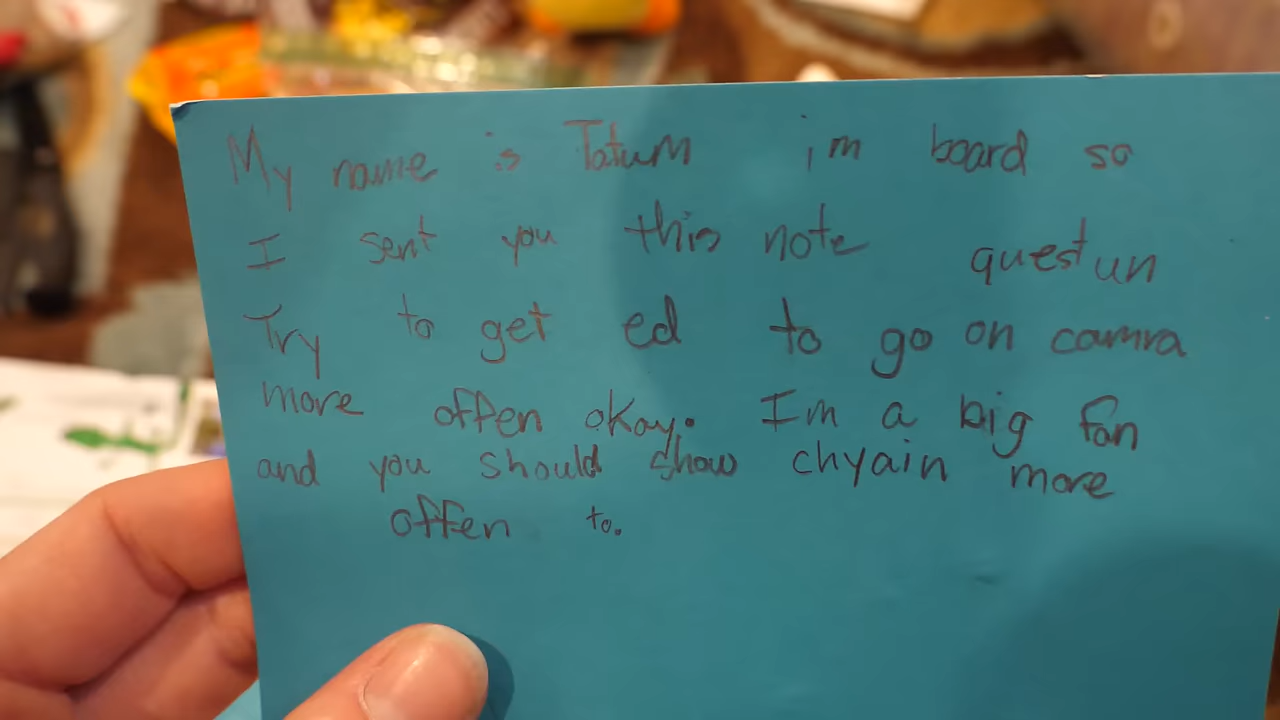 My name is Tatum im board so
I sent you this note questun
Try to get ed to go on camra
more offen okay. Im a big fan
and you should show chyain more
offen to.